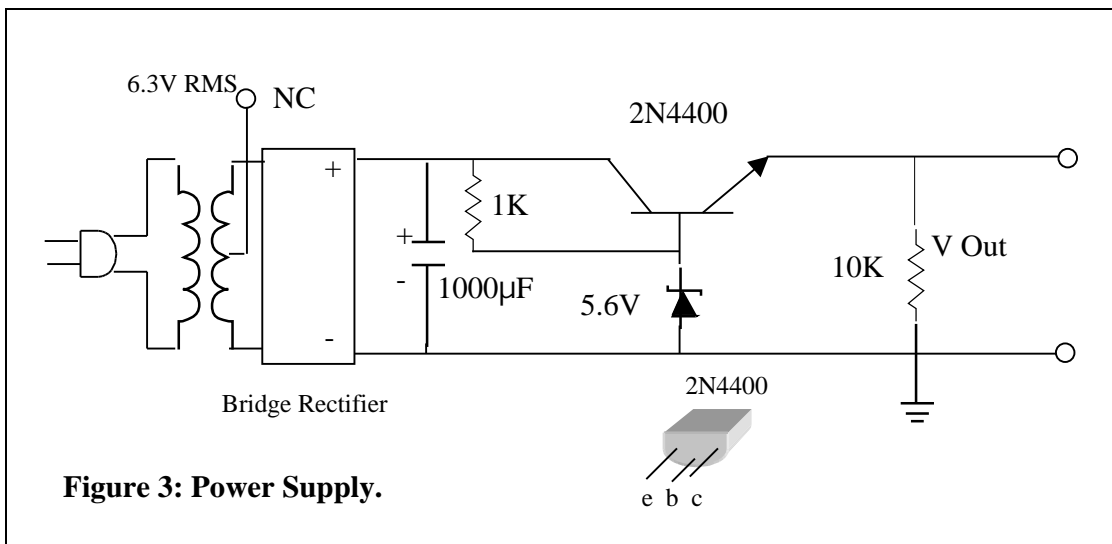 6.3V RMS
NC
2N4400
+
1K
+
1000µF
-
5.6V
10K
V Out
-
Bridge Rectifier
2N4400
e b c
Figure 3: Power Supply.